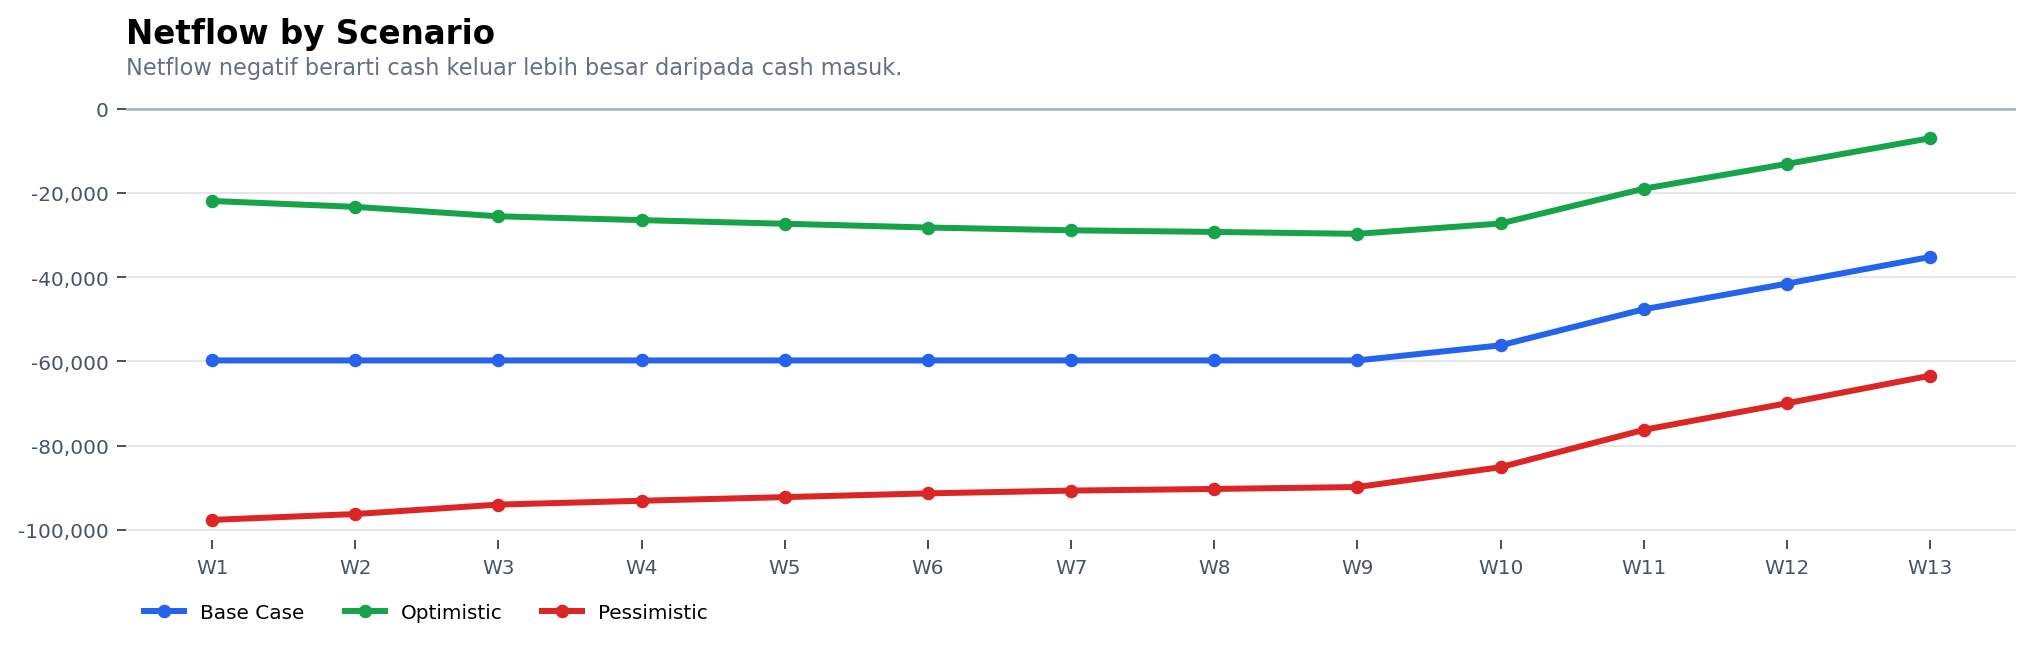 Netflow by Scenario
Netflow negatif berarti cash keluar lebih besar daripada cash masuk.
0
-20,000
-40,000
-60,000
-80,000
-100,000
W1 W2 W3 W4 W5 W6 W7 W8 W9 W10 W11 W12 W13
Base Case Optimistic Pessimistic